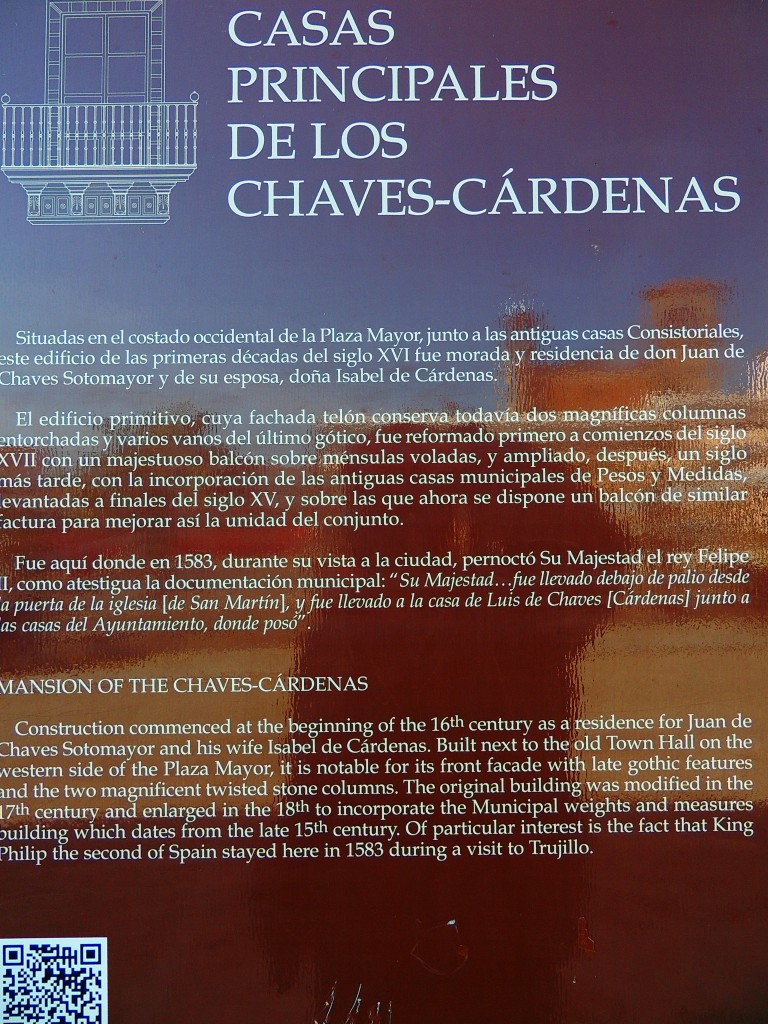 CASAS
PRINCIPALES
DE LOS
CHAVES-CÁRDENAS
Situadas en el costado occidental de la Plaza Mayor, junto a las antiguas casas Consistoriales,
este edificio de las primeras décadas del siglo XVI fue morada y residencia de don Juan de
Chaves Sotomayor y de su esposa, doña Isabel de Cárdenas.
El edificio primitivo, cuya fachada telón conserva todavía dos magníficas columnas
entorchadas y varios vanos del último gótico, fue reformado primero a comienzos del siglo
XVII con un majestuoso balcón sobre ménsulas voladas, y ampliado, después, un siglo
más tarde, con la incorporación de las antiguas casas municipales de Pesos y Medidas,
levantadas a finales del siglo XV, y sobre las que ahora se dispone un balcón de similar
factura para mejorar así la unidad del conjunto.
Fue aquí donde en 1583, durante su vista a la ciudad, pernoctó Su Majestad el rey Felipe
II, como atestigua la documentación municipal: "Su Majestad...fue llevado debajo de palio desde
la puerta de la iglesia [de San Martín], y fue llevado a la casa de Luis de Chaves [Cárdenas] junto a
las casas del Ayuntamiento, donde posó".
MANSION OF THE CHAVES-CÁRDENAS
Construction commenced at the beginning of the 16th century as a residence for Juan de
Chaves Sotomayor and his wife Isabel de Cárdenas. Built next to the old Town Hall on the
western side of the Plaza Mayor, it is notable for its front facade with late gothic features
and the two magnificent twisted stone columns. The original building was modified in the
17th century and enlarged in the 18th to incorporate the Municipal weights and measures
building which dates from the late 15th century. Of particular interest is the fact that King
Philip the second of Spain stayed here in 1583 during a visit to Trujillo.